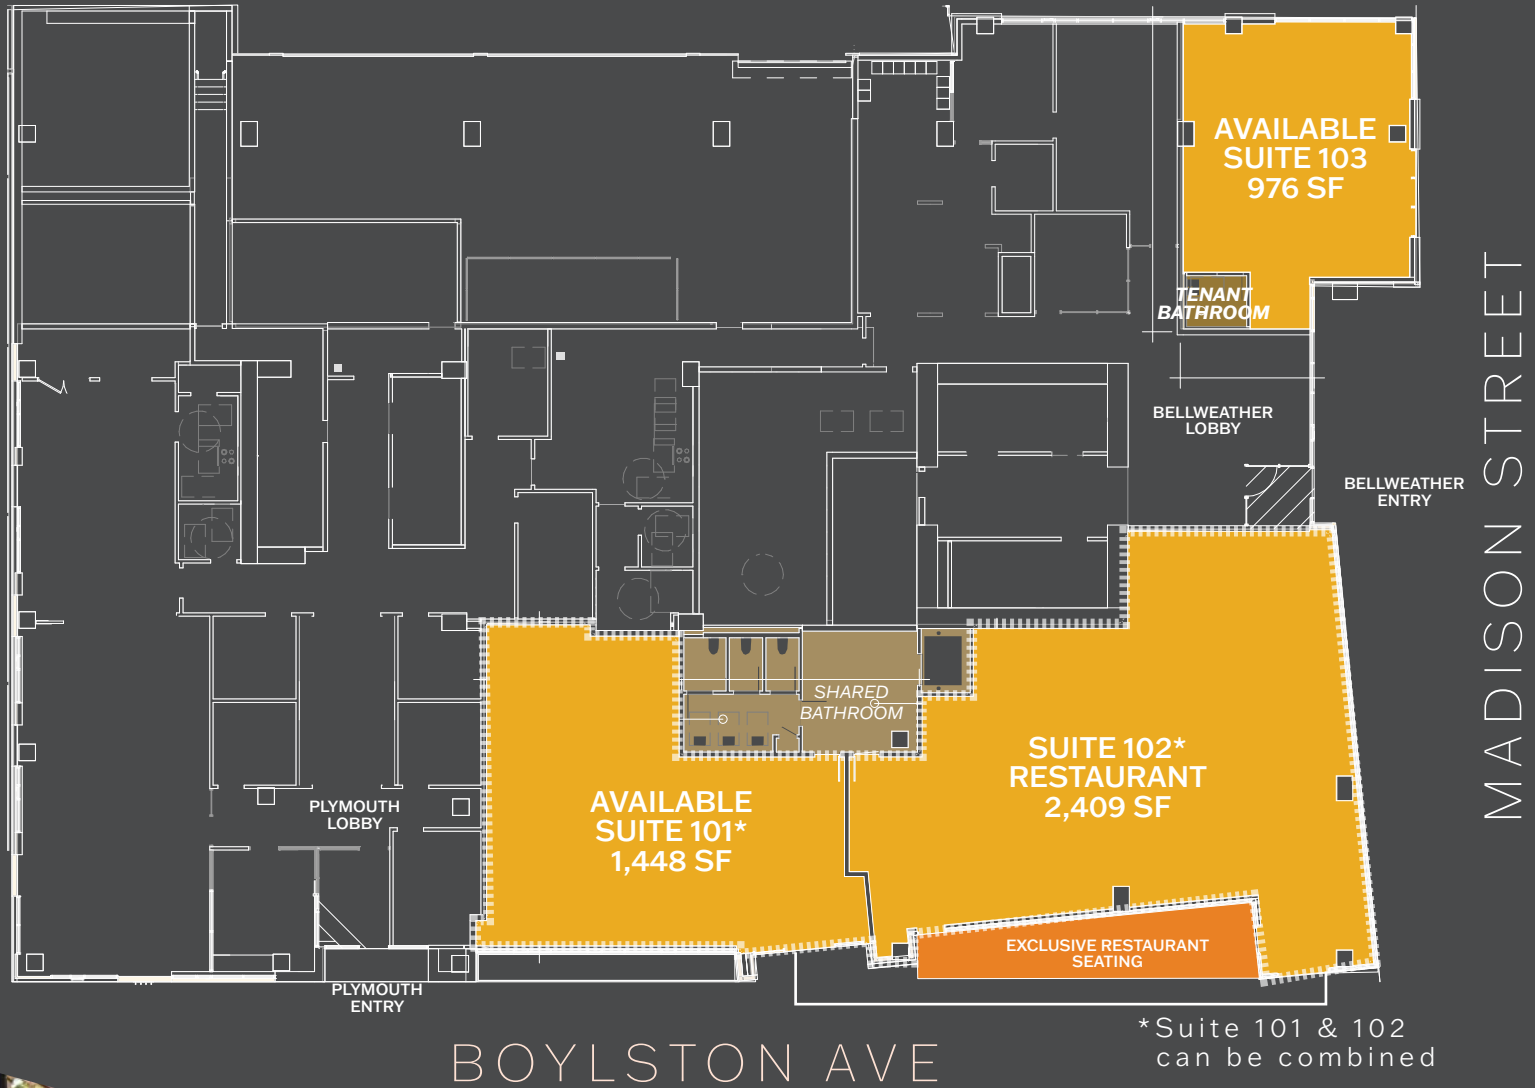 AVAILABLE
SUITE 103
976 SF
TENANT
BATHROOM
MADISON STREET
BELLWEATHER
LOBBY
BELLWEATHER
ENTRY
SHARED
BATHROOM
SUITE 102*
RESTAURANT
2,409 SF
AVAILABLE
SUITE 101*
1,448 SF
PLYMOUTH
LOBBY
EXCLUSIVE RESTAURANT
SEATING
PLYMOUTH
ENTRY
*Suite 101 & 102
can be combined
BOYLSTON AVE